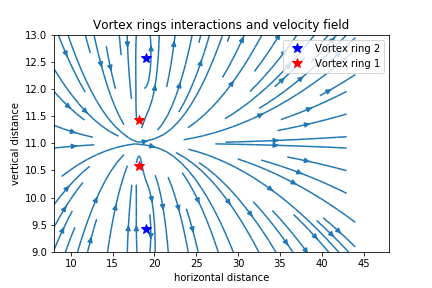 Vortex rings interactions and velocity field
Vortex ring 2
Vortex ring 1
vertical distance
13.0
12.5
12.0
11.5
11.0
10.5
10.0
9.5
9.0
10 15 20 25 30 35 40 45
horizontal distance